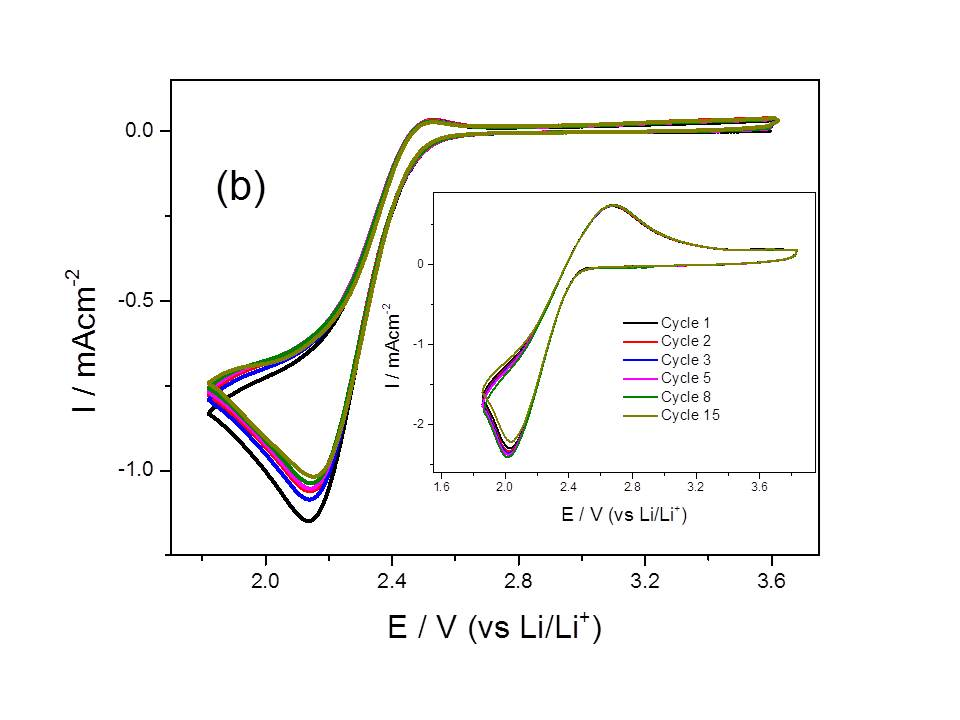 (b)
0.0
-0.5
-1.0
I / mAcm-2
2.0 2.4 2.8 3.2 3.6
E / V (vs Li/Li+)
0
-1
-2
I / mAcm-2
1.6 2.0 2.4 2.8 3.2 3.6
E / V (vs Li/Li+)
Cycle 1
Cycle 2
Cycle 3
Cycle 5
Cycle 8
Cycle 15